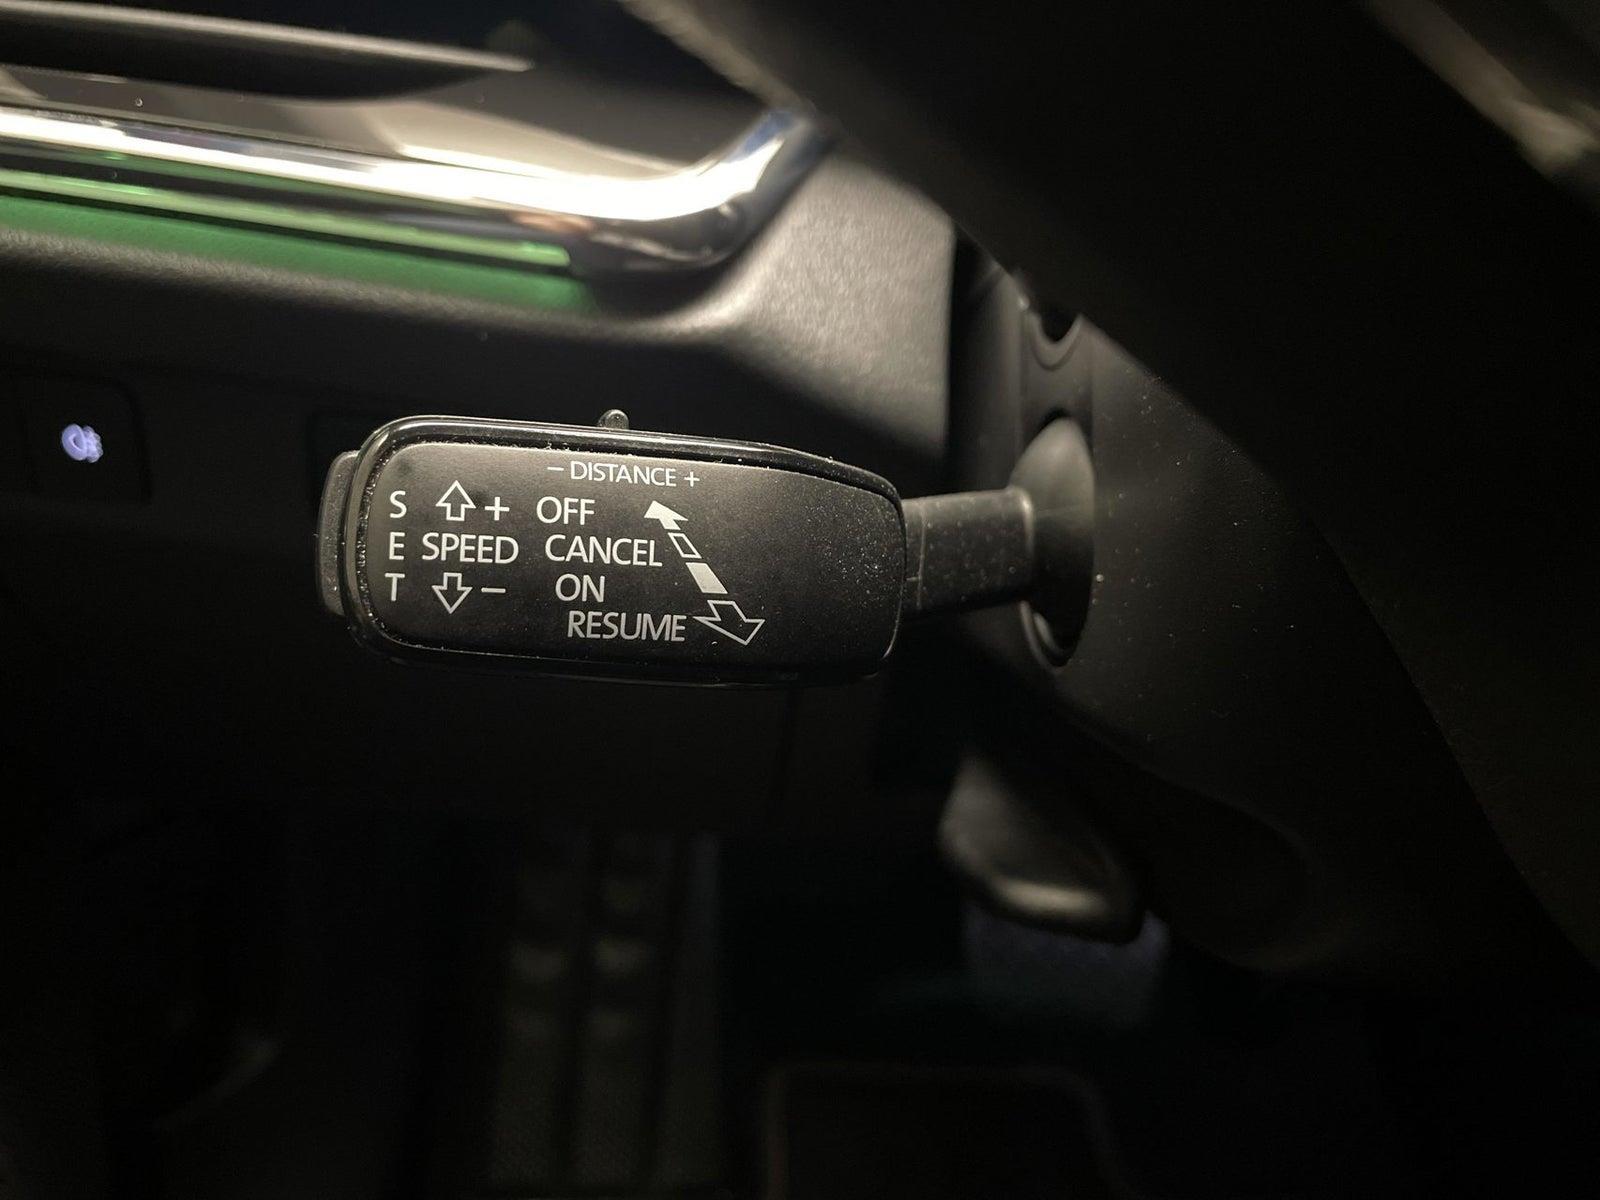 − DISTANCE +
S + OFF
E SPEED CANCEL
T − ON
RESUME